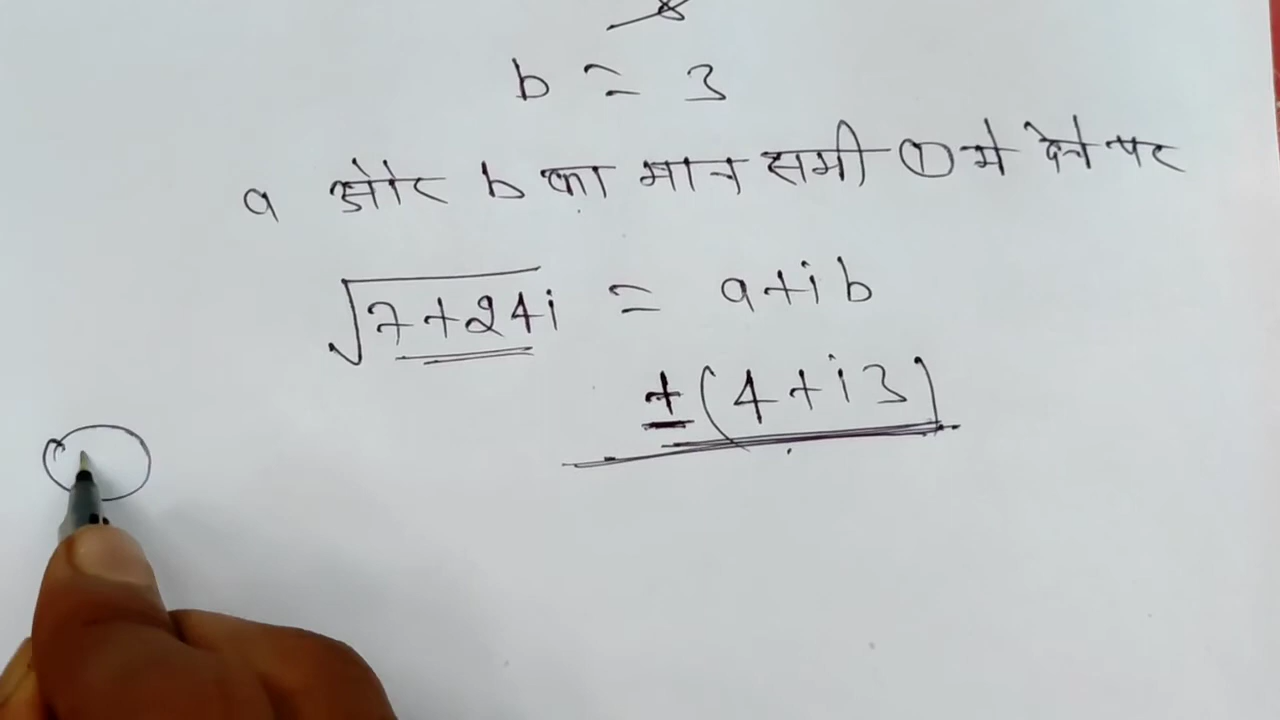 b = 3
a और b का मान समी ① मे देने पर
√7+24i = a+ib
±(4+i3)